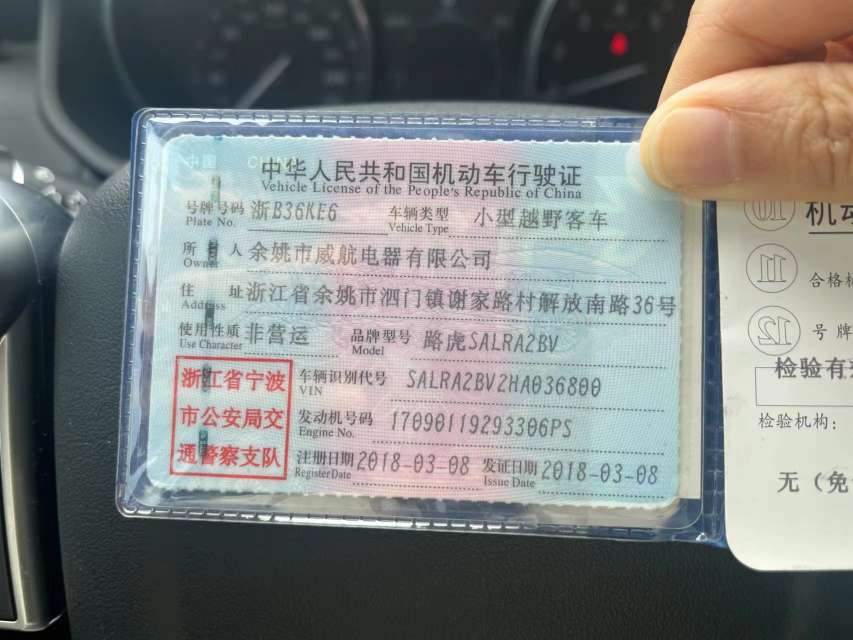 中国 CHINA
中华人民共和国机动车行驶证
Vehicle License of the People's Republic of China
号牌号码 浙B36KE6 车辆类型 小型越野客车
Plate No. Vehicle Type
所有人 余姚市威航电器有限公司
Owner
住址 浙江省余姚市泗门镇谢家路村解放南路36号
Address
使用性质 非营运 品牌型号 路虎SALRA2BV
Use Character Model
浙江省宁波
市公安局交
通警察支队
车辆识别代号 SALRA2BV2HA036800
VIN
发动机号码 17090119293306PS
Engine No.
注册日期 2018-03-08 发证日期 2018-03-08
Register Date Issue Date
10 机动
11 合格
12 号牌
检验有
检验机构：
无（免